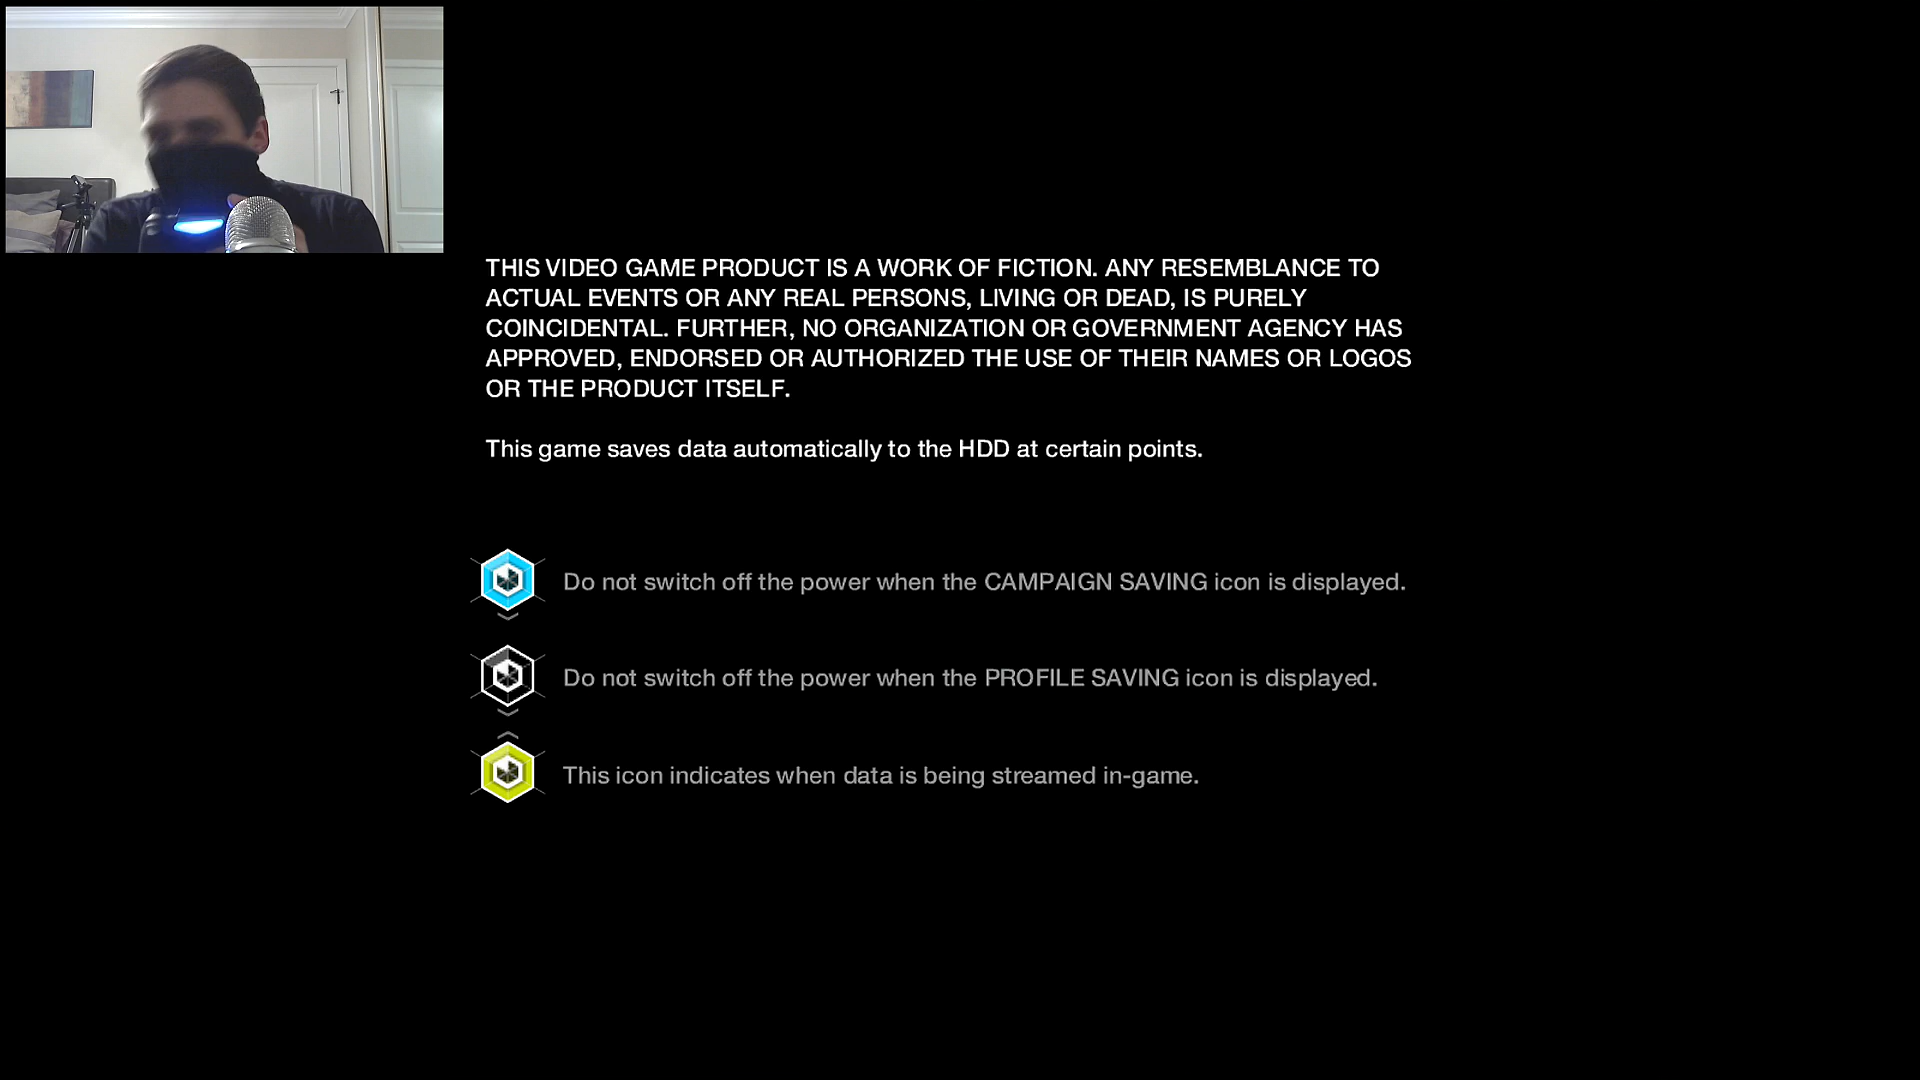 THIS VIDEO GAME PRODUCT IS A WORK OF FICTION. ANY RESEMBLANCE TO
ACTUAL EVENTS OR ANY REAL PERSONS, LIVING OR DEAD, IS PURELY
COINCIDENTAL. FURTHER, NO ORGANIZATION OR GOVERNMENT AGENCY HAS
APPROVED, ENDORSED OR AUTHORIZED THE USE OF THEIR NAMES OR LOGOS
OR THE PRODUCT ITSELF.
This game saves data automatically to the HDD at certain points.
Do not switch off the power when the CAMPAIGN SAVING icon is displayed.
Do not switch off the power when the PROFILE SAVING icon is displayed.
This icon indicates when data is being streamed in-game.